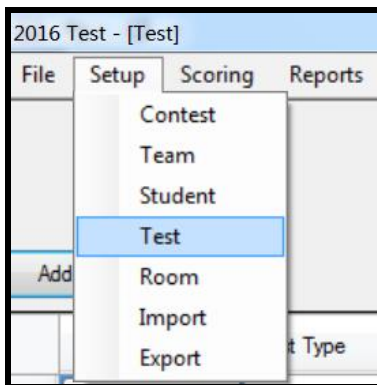 2016 Test - [Test]
File Setup Scoring Reports
Contest
Team
Student
Test
Add
Room
Import
t Type
Export